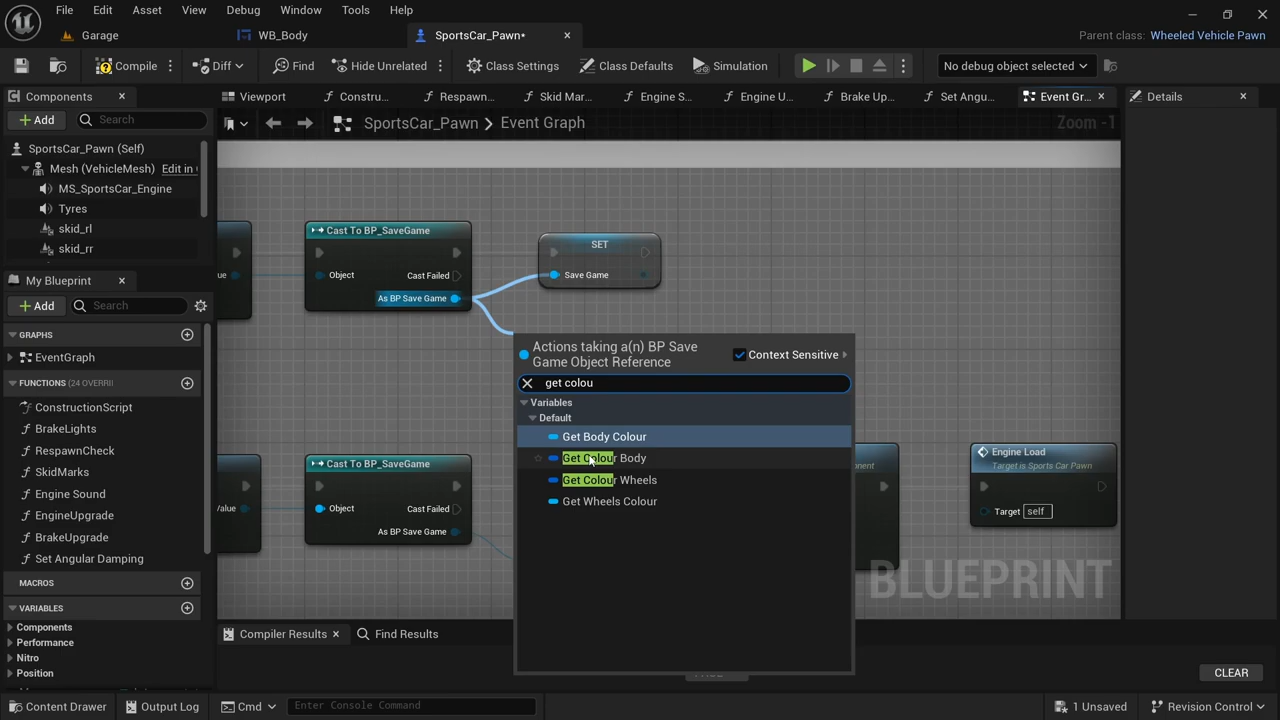 File Edit Asset View Debug Window Tools Help
Garage WB_Body SportsCar_Pawn* Parent class: Wheeled Vehicle Pawn
Compile Diff Find Hide Unrelated Class Settings Class Defaults Simulation No debug object selected
Components Viewport Constru... Respawn... Skid Mar... Engine S... Engine U... Brake Up... Set Angu... Event Gr... Details
Add Search SportsCar_Pawn Event Graph Zoom -1
SportsCar_Pawn (Self)
Mesh (VehicleMesh) Edit in
MS_SportsCar_Engine
Tyres
skid_rl
skid_rr
My Blueprint
Add Search
GRAPHS
EventGraph
FUNCTIONS (24 OVERRI
ConstructionScript
BrakeLights
RespawnCheck
SkidMarks
Engine Sound
EngineUpgrade
BrakeUpgrade
Set Angular Damping
MACROS
VARIABLES
Components
Performance
Nitro
Position
Cast To BP_SaveGame
Object Cast Failed
As BP Save Game
SET
Save Game
Actions taking a(n) BP Save
Game Object Reference
Context Sensitive
get colou
Variables
Default
Get Body Colour
Get Colour Body
Get Colour Wheels
Get Wheels Colour
Cast To BP_SaveGame
Value Object Cast Failed
As BP Save Game
Engine Load
Target is Sports Car Pawn
Target self
BLUEPRINT
Compiler Results Find Results
CLEAR
Content Drawer Output Log Cmd Enter Console Command 1 Unsaved Revision Control